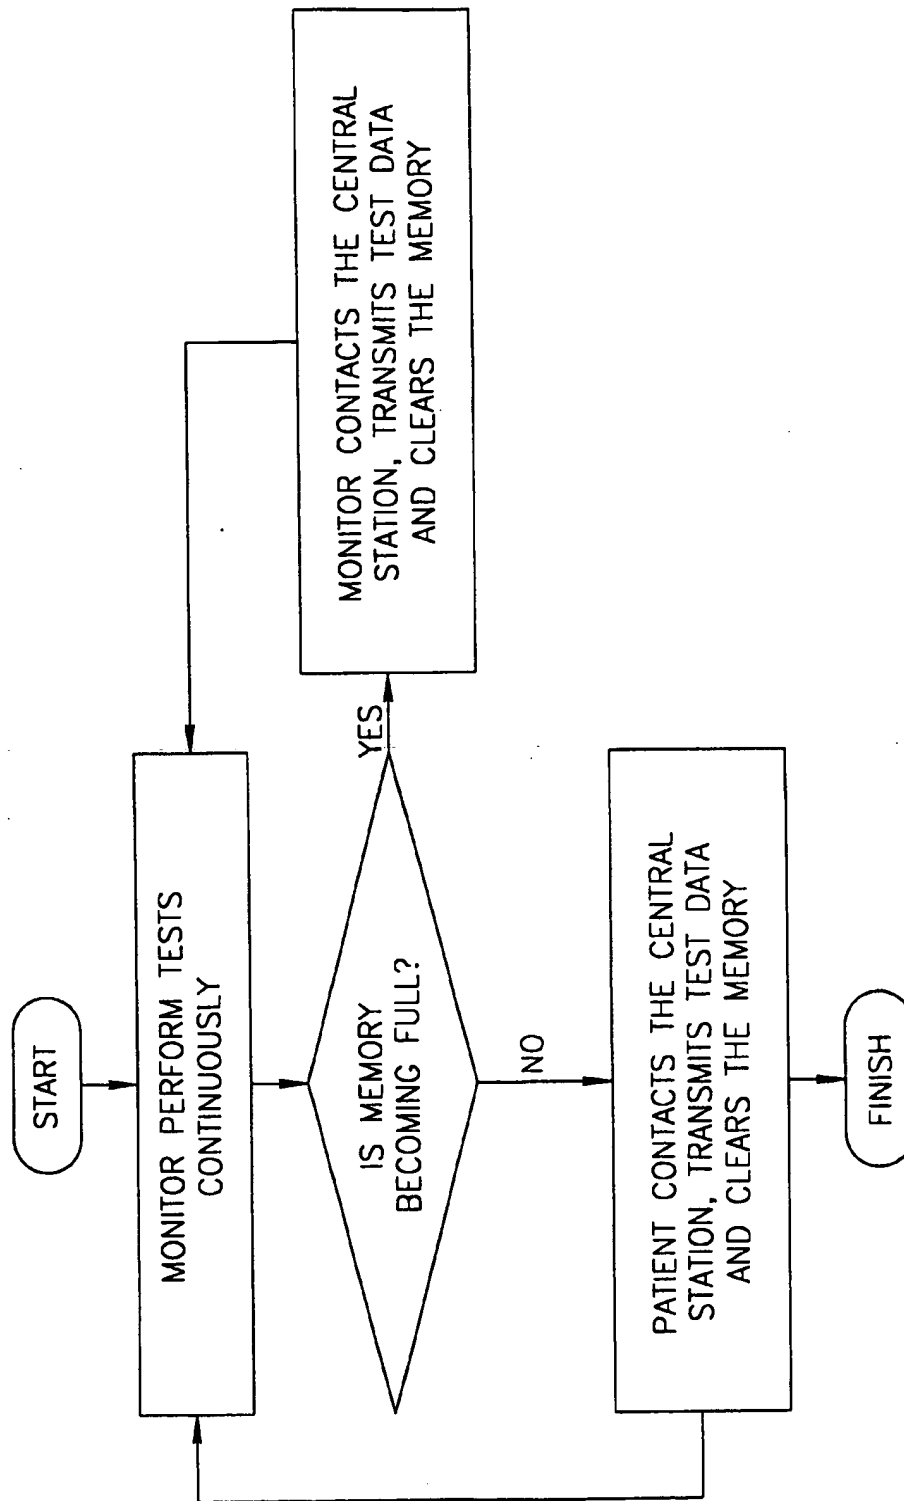 START
MONITOR PERFORM TESTS
CONTINUOUSLY
IS MEMORY
BECOMING FULL?
YES
MONITOR CONTACTS THE CENTRAL
STATION, TRANSMITS TEST DATA
AND CLEARS THE MEMORY
NO
PATIENT CONTACTS THE CENTRAL
STATION, TRANSMITS TEST DATA
AND CLEARS THE MEMORY
FINISH